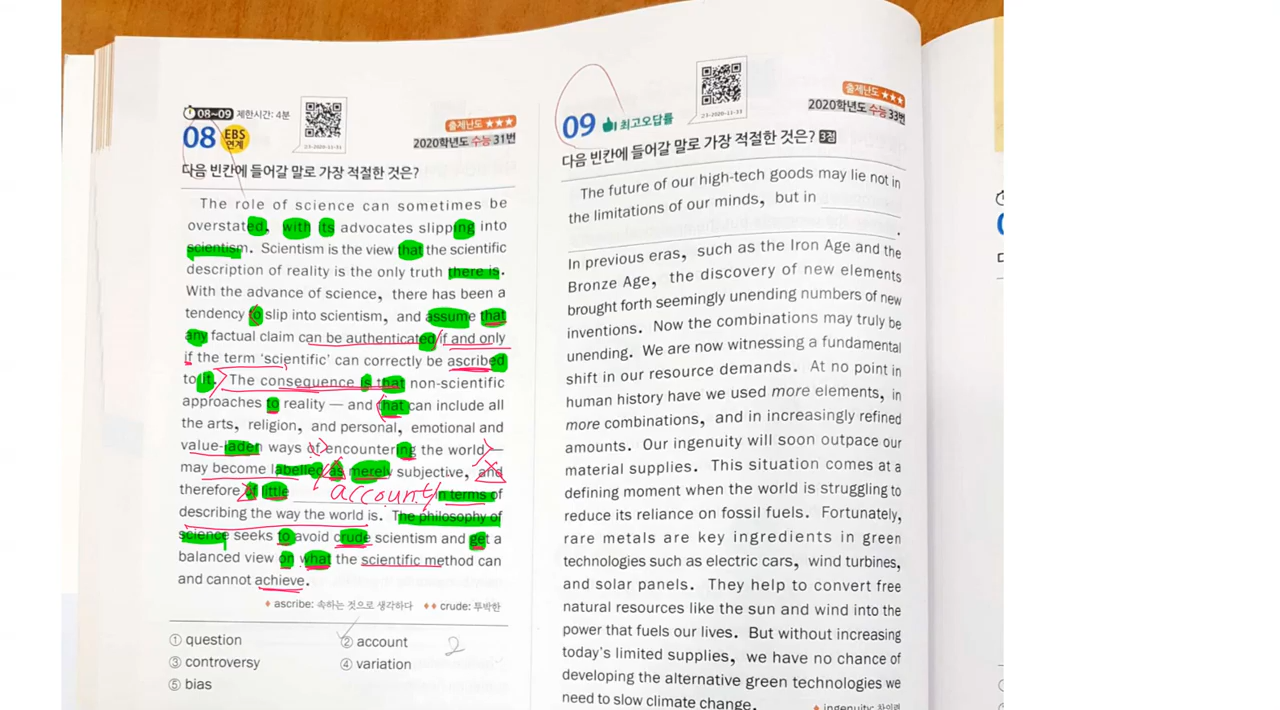 08~09 제한시간: 4분
23-2020-11-31
08 EBS 연계
출제난도 ★★★
2020학년도 수능 31번
다음 빈칸에 들어갈 말로 가장 적절한 것은?
The role of science can sometimes be
overstated, with its advocates slipping into
scientism. Scientism is the view that the scientific
description of reality is the only truth there is.
With the advance of science, there has been a
tendency to slip into scientism, and assume that
any factual claim can be authenticated if and only
if the term ‘scientific’ can correctly be ascribed
to it. The consequence is that non-scientific
approaches to reality — and that can include all
the arts, religion, and personal, emotional and
value-laden ways of encountering the world —
may become labelled as merely subjective, and
therefore of little account in terms of
describing the way the world is. The philosophy of
science seeks to avoid crude scientism and get a
balanced view on what the scientific method can
and cannot achieve.
♦ ascribe: 속하는 것으로 생각하다 ♦♦ crude: 투박한
① question ② account 2
③ controversy ④ variation
⑤ bias
09 최고오답률
23-2020-11-33
출제난도 ★★★
2020학년도 수능 33번
다음 빈칸에 들어갈 말로 가장 적절한 것은? 3점
The future of our high-tech goods may lie not in
the limitations of our minds, but in
.
In previous eras, such as the Iron Age and the
Bronze Age, the discovery of new elements
brought forth seemingly unending numbers of new
inventions. Now the combinations may truly be
unending. We are now witnessing a fundamental
shift in our resource demands. At no point in
human history have we used more elements, in
more combinations, and in increasingly refined
amounts. Our ingenuity will soon outpace our
material supplies. This situation comes at a
defining moment when the world is struggling to
reduce its reliance on fossil fuels. Fortunately,
rare metals are key ingredients in green
technologies such as electric cars, wind turbines,
and solar panels. They help to convert free
natural resources like the sun and wind into the
power that fuels our lives. But without increasing
today’s limited supplies, we have no chance of
developing the alternative green technologies we
need to slow climate change.
♦ ingenuity: